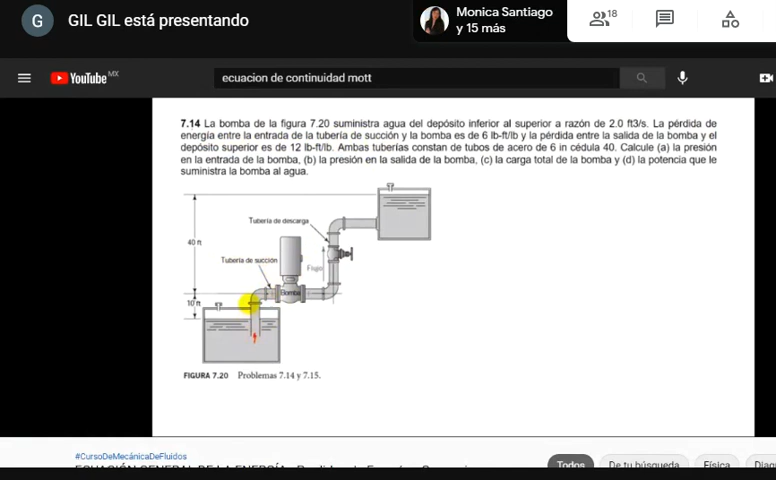 G GIL GIL está presentando
Monica Santiago
y 15 más
18
YouTube MX
ecuacion de continuidad mott
7.14 La bomba de la figura 7.20 suministra agua del depósito inferior al superior a razón de 2.0 ft3/s. La pérdida de
energía entre la entrada de la tubería de succión y la bomba es de 6 lb-ft/lb y la pérdida entre la salida de la bomba y el
depósito superior es de 12 lb-ft/lb. Ambas tuberías constan de tubos de acero de 6 in cédula 40. Calcule (a) la presión
en la entrada de la bomba, (b) la presión en la salida de la bomba, (c) la carga total de la bomba y (d) la potencia que le
suministra la bomba al agua.
Tubería de descarga
40 ft
Tubería de succión
Flujo
Bomba
10 ft
FIGURA 7.20 Problemas 7.14 y 7.15.
#CursoDeMecánicaDeFluidos
ECUACIÓN GENERAL DE LA ENERGÍA
Todos De tu búsqueda Física